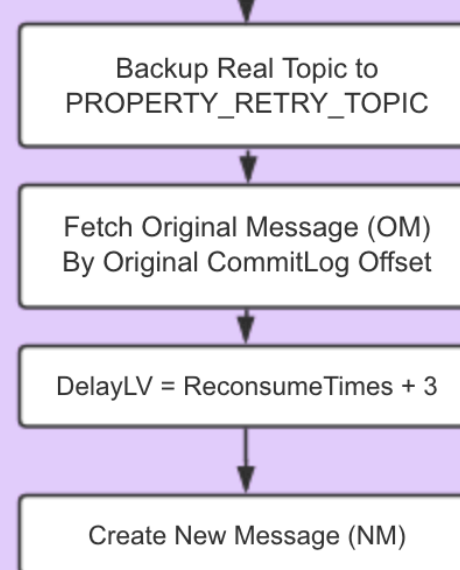 Backup Real Topic to
PROPERTY_RETRY_TOPIC
Fetch Original Message (OM)
By Original CommitLog Offset
DelayLV = ReconsumeTimes + 3
Create New Message (NM)